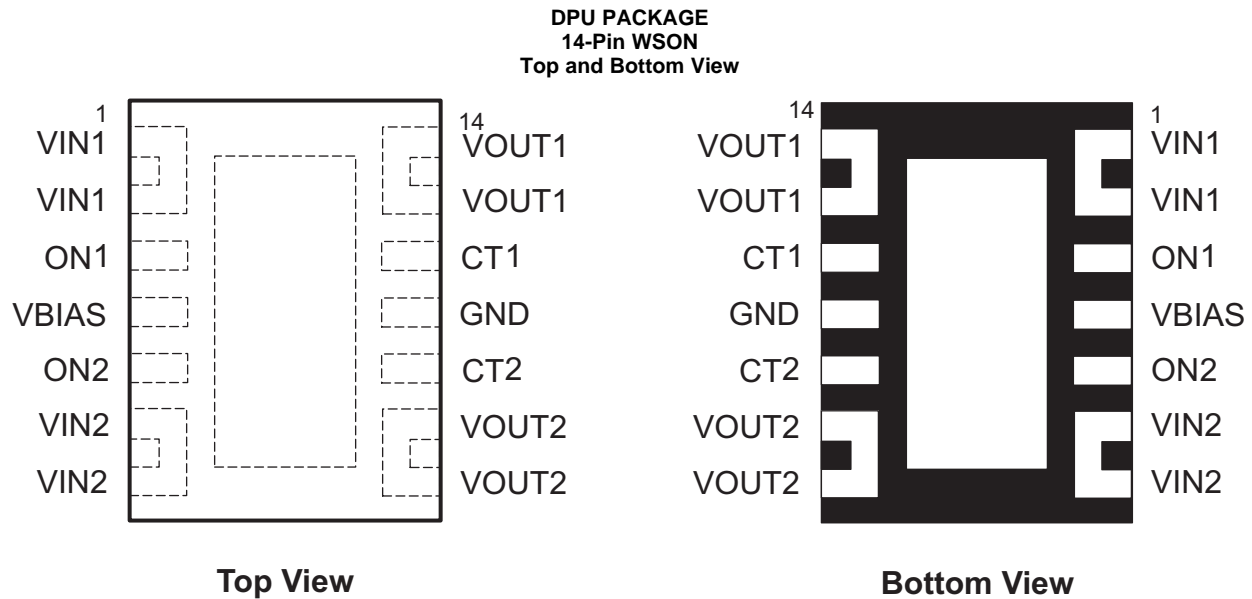 DPU PACKAGE
14-Pin WSON
Top and Bottom View
1
VIN1
VIN1
ON1
VBIAS
ON2
VIN2
VIN2
14
VOUT1
VOUT1
CT1
GND
CT2
VOUT2
VOUT2
Top View
14
VOUT1
VOUT1
CT1
GND
CT2
VOUT2
VOUT2
1
VIN1
VIN1
ON1
VBIAS
ON2
VIN2
VIN2
Bottom View